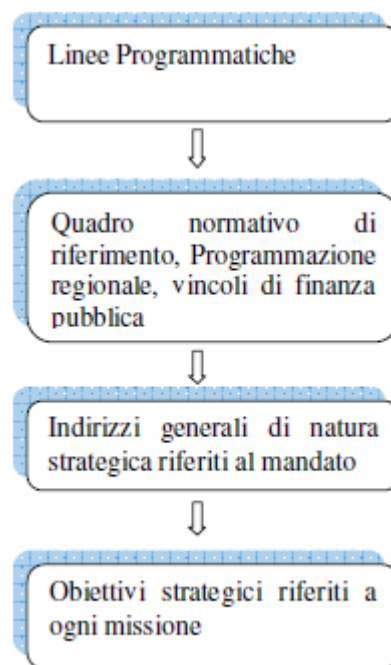 Linee Programmatiche
Quadro normativo di
riferimento, Programmazione
regionale, vincoli di finanza
pubblica
Indirizzi generali di natura
strategica riferiti al mandato
Obiettivi strategici riferiti a
ogni missione